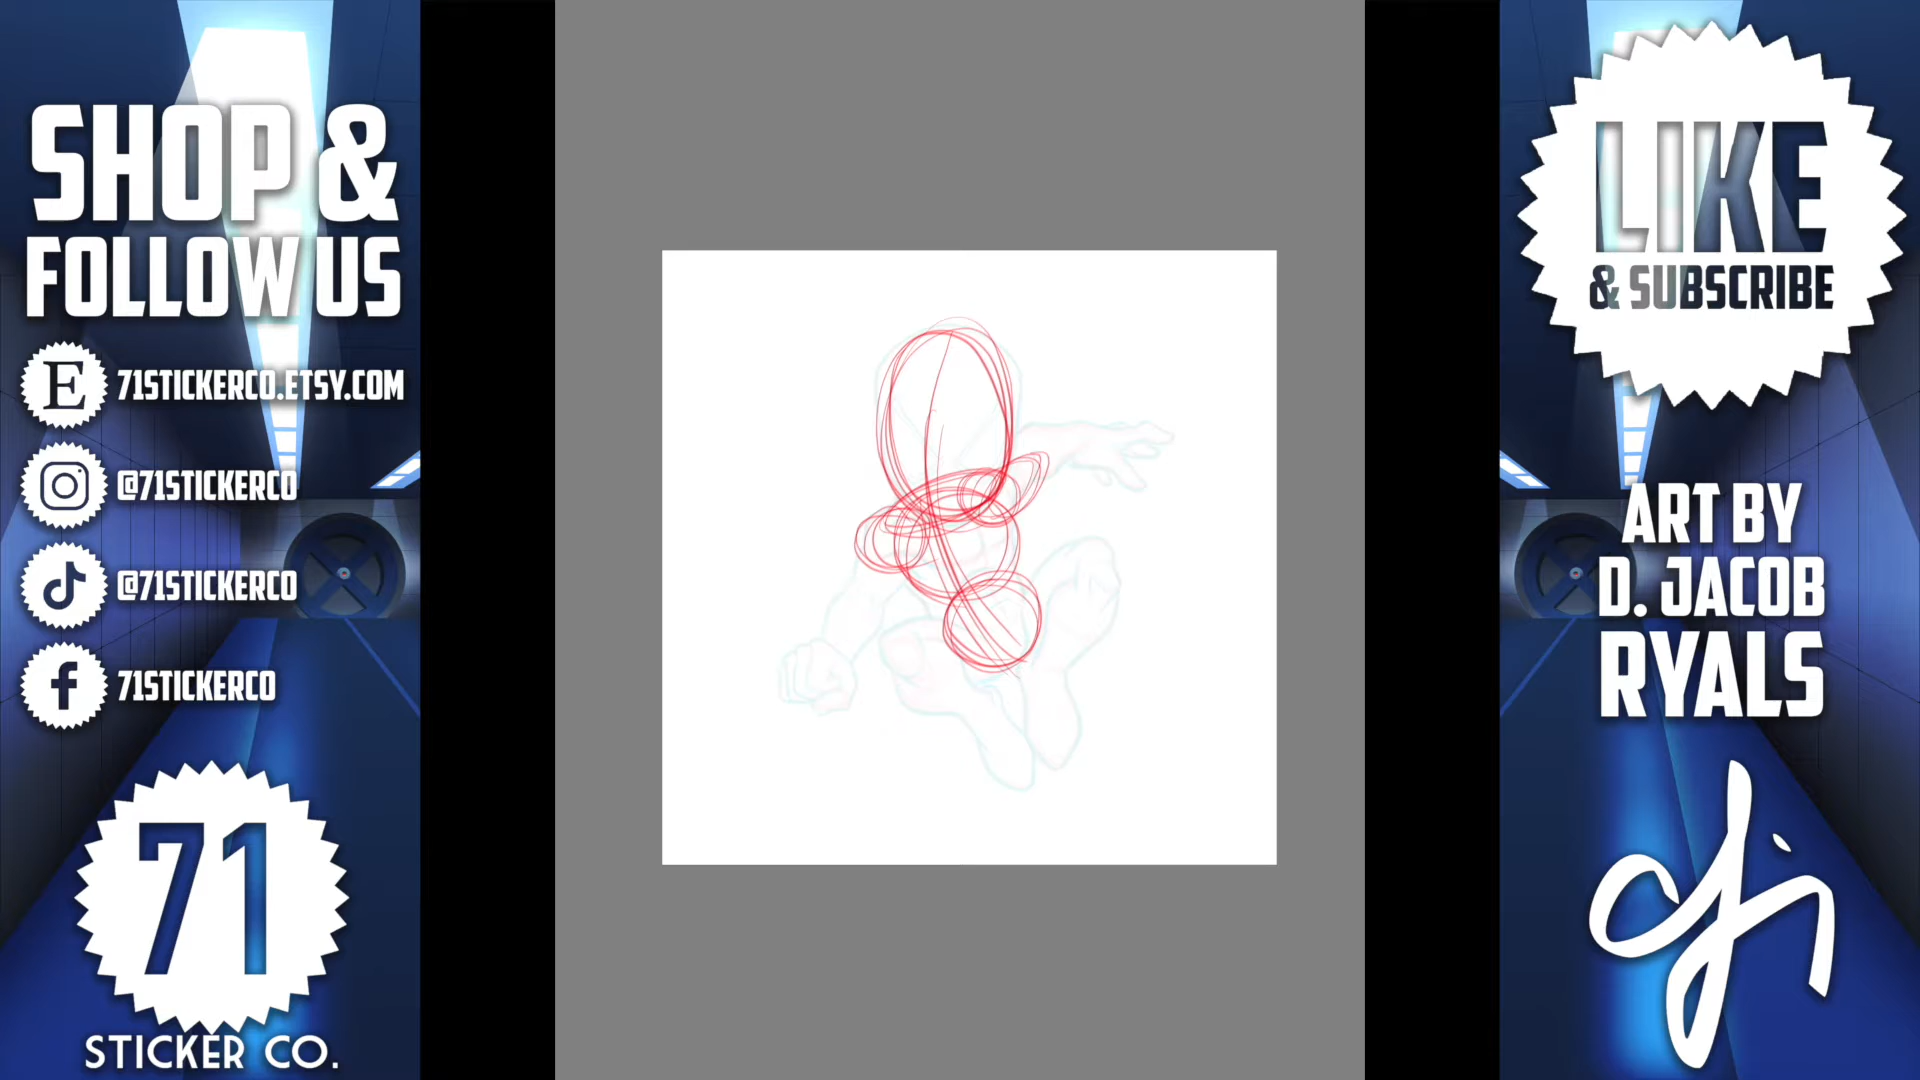 SHOP &
FOLLOW US
E
71STICKERCO.ETSY.COM
@71STICKERCO
@71STICKERCO
f
71STICKERCO
71
STICKER CO.
LIKE
& SUBSCRIBE
ART BY
D. JACOB
RYALS